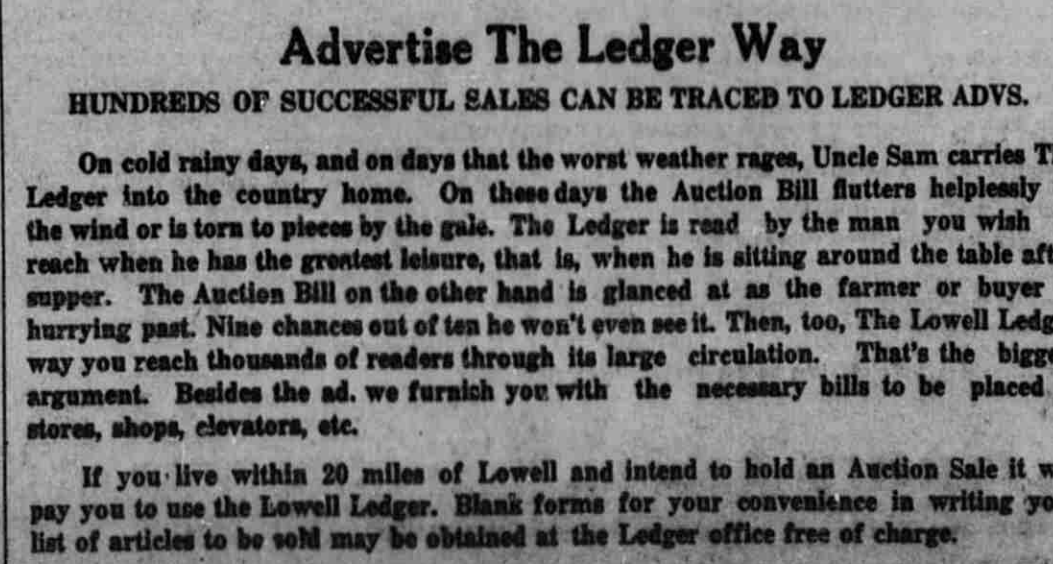 Advertise The Ledger Way
HUNDREDS OF SUCCESSFUL SALES CAN BE TRACED TO LEDGER ADVS.
On cold rainy days, and on days that the worst weather rages, Uncle Sam carries T
Ledger into the country home. On these days the Auction Bill flutters helplessly
the wind or is torn to pieces by the gale. The Ledger is read by the man you wish
reach when he has the greatest leisure, that is, when he is sitting around the table aft
supper. The Auction Bill on the other hand is glanced at as the farmer or buyer
hurrying past. Nine chances out of ten he won't even see it. Then, too, The Lowell Ledg
way you reach thousands of readers through its large circulation. That's the bigge
argument. Besides the ad. we furnich you with the necessary bills to be placed
stores, shops, elevators, etc.
If you live within 20 miles of Lowell and intend to hold an Auction Sale it w
pay you to use the Lowell Ledger. Blank forms for your convenience in writing yo
list of articles to be sold may be obtained at the Ledger office free of charge.